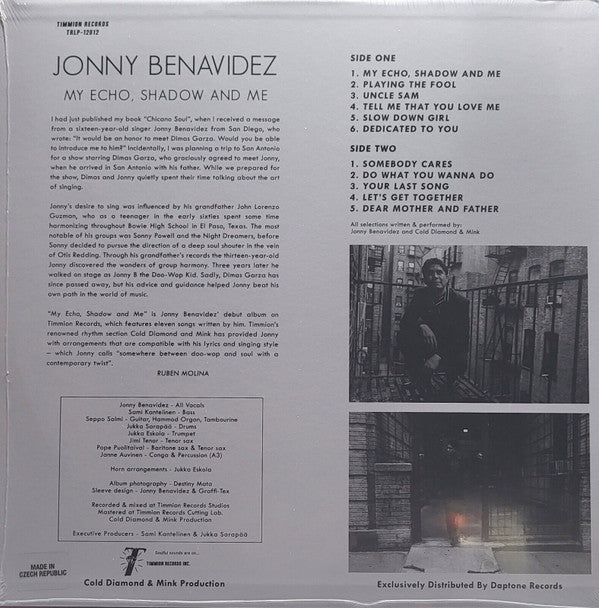 TIMMION RECORDS
TRLP-12012
JONNY BENAVIDEZ
MY ECHO, SHADOW AND ME
I had just published my book "Chicano Soul", when I received a message
from a sixteen-year-old singer Jonny Benavidez from San Diego, who
wrote: "It would be an honor to meet Dimas Garza. Would you be able
to introduce me to him?" Incidentally, I was planning a trip to San Antonio
for a show starring Dimas Garza, who graciously agreed to meet Jonny,
when he arrived in San Antonio with his father. While we prepared for
the show, Dimas and Jonny quietly spent their time talking about the art
of singing.
Jonny's desire to sing was influenced by his grandfather John Lorenzo
Guzman, who as a teenager in the early sixties spent some time
harmonizing throughout Bowie High School in El Paso, Texas. The most
notable of his groups was Sonny Powell and the Night Dreamers, before
Sonny decided to pursue the direction of a deep soul shouter in the vein
of Otis Redding. Through his grandfather's records the thirteen-year-old
Jonny discovered the wonders of group harmony. Three years later he
walked on stage as Jonny B the Doo-Wop Kid. Sadly, Dimas Garza has
since passed away, but his advice and guidance helped Jonny beat his
own path in the world of music.
"My Echo, Shadow and Me" is Jonny Benavidez' debut album on
Timmion Records, which features eleven songs written by him. Timmion's
renowned rhythm section Cold Diamond and Mink has provided Jonny
with arrangements that are compatible with his lyrics and singing style
– which Jonny calls "somewhere between doo-wop and soul with a
contemporary twist".
RUBEN MOLINA
Jonny Benavidez - All Vocals
Sami Kantelinen - Bass
Seppo Salmi - Guitar, Hammod Organ, Tambourine
Jukka Sarapää - Drums
Jukka Eskola - Trumpet
Jimi Tenor - Tenor sax
Pope Puolitaival - Baritone sax & Tenor sax
Janne Auvinen - Conga & Percussion (A3)
Horn arrangements - Jukka Eskola
Album photography - Destiny Mata
Sleeve design - Jonny Benavidez & Graffi-Tex
Recorded & mixed at Timmion Records Studios
Mastered at Timmion Records Cutting Lab.
Cold Diamond & Mink Production
Executive Producers - Sami Kantelinen & Jukka Sarapää
MADE IN
CZECH REPUBLIC
Soulful sounds are on...
TIMMION RECORDS INC.
Cold Diamond & Mink Production
SIDE ONE
1. MY ECHO, SHADOW AND ME
2. PLAYING THE FOOL
3. UNCLE SAM
4. TELL ME THAT YOU LOVE ME
5. SLOW DOWN GIRL
6. DEDICATED TO YOU
SIDE TWO
1. SOMEBODY CARES
2. DO WHAT YOU WANNA DO
3. YOUR LAST SONG
4. LET'S GET TOGETHER
5. DEAR MOTHER AND FATHER
All selections written & performed by:
Jonny Benavidez and Cold Diamond & Mink
Exclusively Distributed By Daptone Records